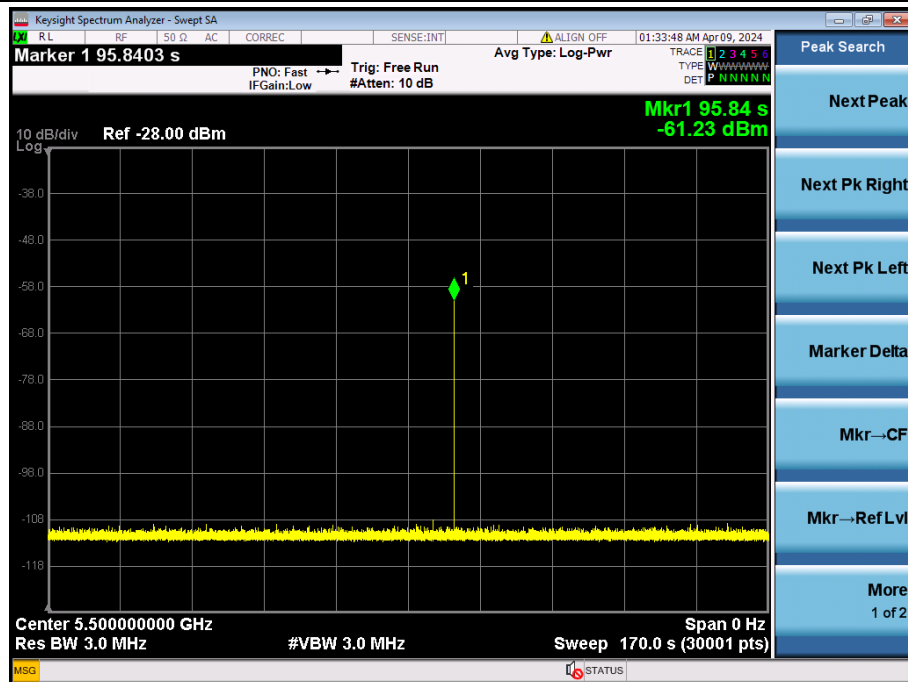 Keysight Spectrum Analyzer - Swept SA
LXI RL RF 50 Ω AC CORREC SENSE:INT ALIGN OFF 01:33:48 AM Apr 09, 2024
Marker 1 95.8403 s
PNO: Fast
IFGain:Low
Trig: Free Run
#Atten: 10 dB
Avg Type: Log-Pwr
TRACE 1 2 3 4 5 6
TYPE WWWWWW
DET P N N N N N
Mkr1 95.84 s
-61.23 dBm
10 dB/div Ref -28.00 dBm
Log
1
-38.0
-48.0
-58.0
-68.0
-78.0
-88.0
-98.0
-108
-118
Center 5.500000000 GHz Span 0 Hz
Res BW 3.0 MHz #VBW 3.0 MHz Sweep 170.0 s (30001 pts)
MSG STATUS
Peak Search
Next Peak
Next Pk Right
Next Pk Left
Marker Delta
Mkr→CF
Mkr→Ref Lvl
More
1 of 2